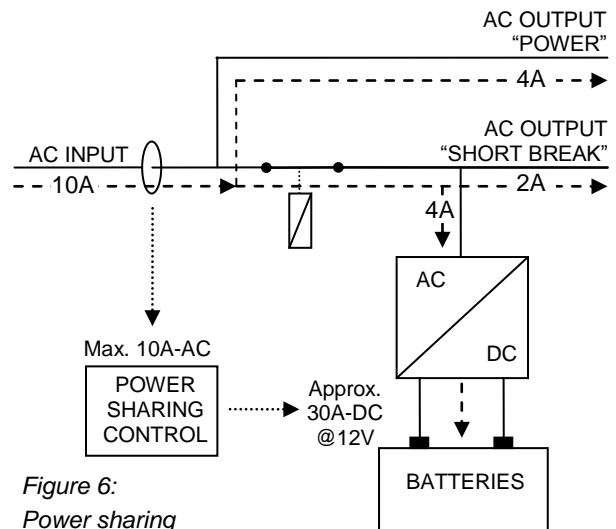 AC OUTPUT
“POWER”
4A
AC OUTPUT
“SHORT BREAK”
AC INPUT
10A
2A
4A
AC
DC
Max. 10A-AC
POWER
SHARING
CONTROL
Approx.
30A-DC
@12V
BATTERIES
Figure 6:
Power sharing